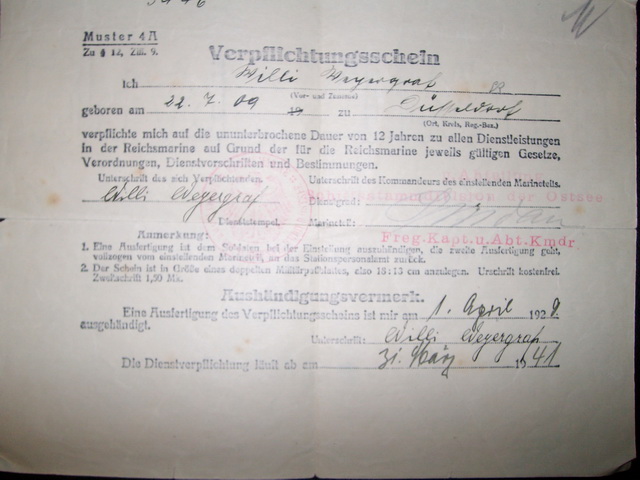 Muster 4A
Zu § 12, Ziff. 9.
Verpflichtungsschein
Ich Willi Weyergraf
(Vor- und Zuname)
geboren am 22.7.09 zu Düsseldorf
(Ort, Kreis, Reg.-Bez.)
verpflichte mich auf die ununterbrochene Dauer von 12 Jahren zu allen Dienstleistungen
in der Reichsmarine auf Grund der für die Reichsmarine jeweils gültigen Gesetze,
Verordnungen, Dienstvorschriften und Bestimmungen.
Unterschrift des sich Verpflichtenden. Unterschrift des Kommandeurs des einstellenden Marineteils.
Willi Weyergraf Dienstgrad: stammdivision der Ostsee
Dienststempel. Marineteil:
Freg.-Kapt.u.Abt.Kmdr.
Anmerkung:
1. Eine Ausfertigung ist dem Soldaten bei der Einstellung auszuhändigen, die zweite Ausfertigung geht,
vollzogen vom einstellenden Marineteil, an das Stationspersonalamt zurück.
2. Der Schein ist in Größe eines doppelten Militärpaßblattes, also 18:13 cm anzulegen. Urschrift kostenfrei.
Zweitschrift 1,50 Mk.
Aushändigungsvermerk.
Eine Ausfertigung des Verpflichtungsscheins ist mir am 1. April 1929
ausgehändigt.
Unterschrift: Willi Weyergraf
Die Dienstverpflichtung läuft ab am 31. März 1941